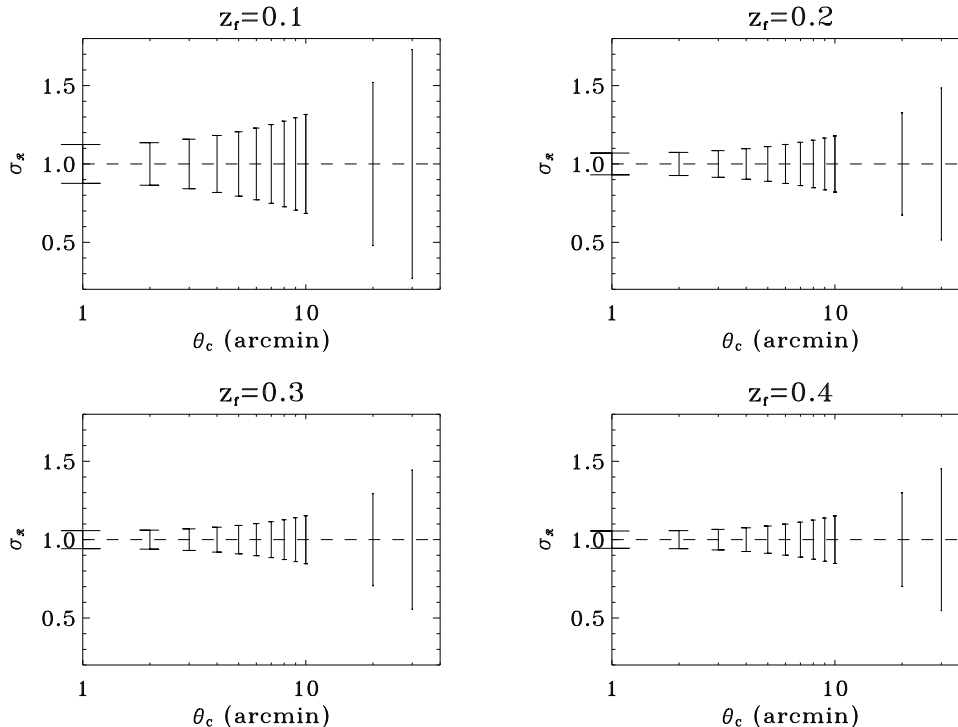 z_f=0.1
1.5
1.0
0.5
σ_ℛ
1 10
θ_c (arcmin)
z_f=0.2
1.5
1.0
0.5
σ_ℛ
1 10
θ_c (arcmin)
z_f=0.3
1.5
1.0
0.5
σ_ℛ
1 10
θ_c (arcmin)
z_f=0.4
1.5
1.0
0.5
σ_ℛ
1 10
θ_c (arcmin)